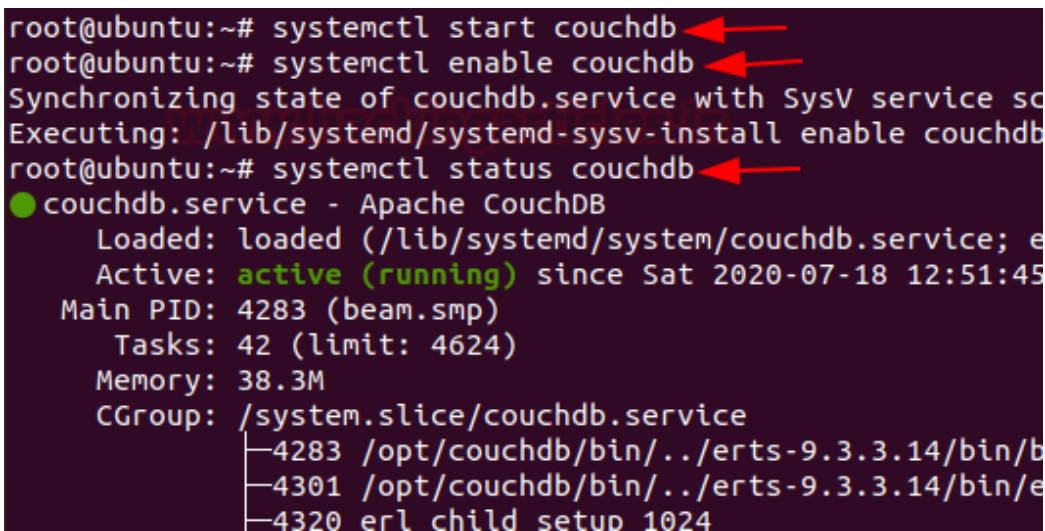 root@ubuntu:~# systemctl start couchdb
root@ubuntu:~# systemctl enable couchdb
Synchronizing state of couchdb.service with SysV service sc
Executing: /lib/systemd/systemd-sysv-install enable couchdb
root@ubuntu:~# systemctl status couchdb
couchdb.service - Apache CouchDB
Loaded: loaded (/lib/systemd/system/couchdb.service; e
Active: active (running) since Sat 2020-07-18 12:51:45
Main PID: 4283 (beam.smp)
Tasks: 42 (limit: 4624)
Memory: 38.3M
CGroup: /system.slice/couchdb.service
├─4283 /opt/couchdb/bin/../erts-9.3.3.14/bin/b
├─4301 /opt/couchdb/bin/../erts-9.3.3.14/bin/e
├─4320 erl_child_setup 1024